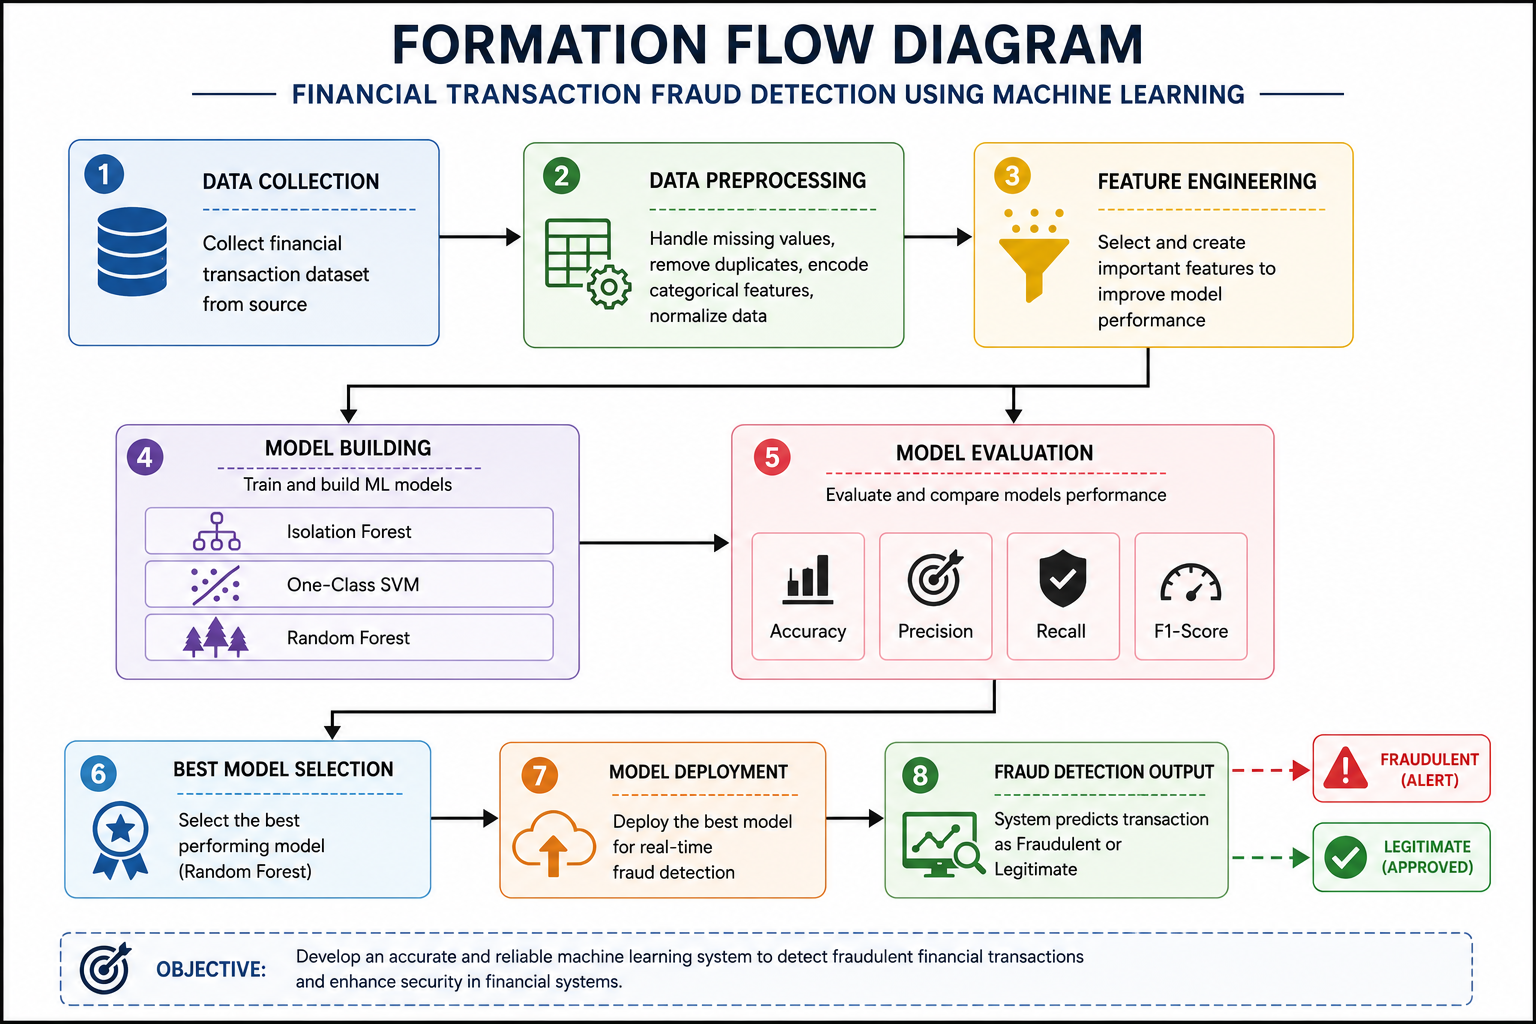 FORMATION FLOW DIAGRAM
FINANCIAL TRANSACTION FRAUD DETECTION USING MACHINE LEARNING
1
DATA COLLECTION
Collect financial
transaction dataset
from source
2
DATA PREPROCESSING
Handle missing values,
remove duplicates, encode
categorical features,
normalize data
3
FEATURE ENGINEERING
Select and create
important features to
improve model
performance
4
MODEL BUILDING
Train and build ML models
Isolation Forest
One-Class SVM
Random Forest
5
MODEL EVALUATION
Evaluate and compare models performance
Accuracy
Precision
Recall
F1-Score
6
BEST MODEL SELECTION
Select the best
performing model
(Random Forest)
7
MODEL DEPLOYMENT
Deploy the best model
for real-time
fraud detection
8
FRAUD DETECTION OUTPUT
System predicts transaction
as Fraudulent or
Legitimate
FRAUDULENT
(ALERT)
LEGITIMATE
(APPROVED)
OBJECTIVE:
Develop an accurate and reliable machine learning system to detect fraudulent financial transactions
and enhance security in financial systems.